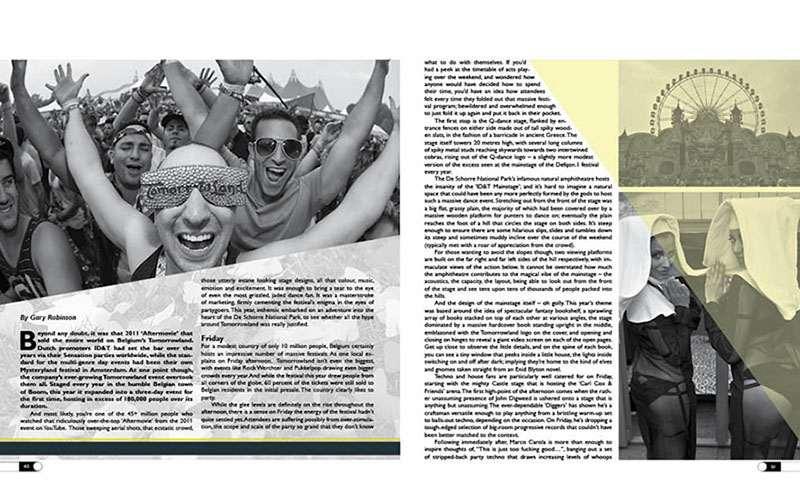 Tomorrowland
By Gary Robinson
Beyond any doubt, it was that 2011 'Aftermovie' that
sold the entire world on Belgium's Tomorrowland.
Dutch promoters ID&T had set the bar over the
years via their Sensation parties worldwide, while the stan-
dard for the multi-genre day events had been their own
Mysteryland festival in Amsterdam. At one point though,
the company's ever-growing Tomorrowland event overtook
them all. Staged every year in the humble Belgian town
of Boom, this year it expanded into a three-day event for
the first time, hosting in excess of 180,000 people over its
duration.
And most likely, you're one of the 45+ million people who
watched that ridiculously over-the-top 'Aftermovie' from the 2011
event on YouTube. Those sweeping aerial shots, that ecstatic crowd,
those utterly insane looking stage designs, all that colour, music,
emotion and excitement. It was enough to bring a tear to the eye
of even the most grizzled, jaded dance fan. It was a masterstroke
of marketing, firmly cementing the festival's enigma in the eyes of
partygoers. This year, inthemix embarked on an adventure into the
heart of the De Schorre National Park, to see whether all the hype
around Tomorrowland was really justified.
Friday
For a modest country of only 10 million people, Belgium certainly
hosts an impressive number of massive festivals. At one local ex-
plains on Friday afternoon, Tomorrowland isn't even the biggest,
with events like Rock Werchter and Pukkelpop drawing even bigger
crowds every year. And while the festival this year drew people from
all corners of the globe, 60 percent of the tickets were still sold to
Belgian residents in the initial presale. The country clearly likes to
party.
While the glee levels are definitely on the rise throughout the
afternoon, there is a sense on Friday the energy of the festival hadn't
quite settled yet. Attendees are suffering possibly from over-stimula-
tion, the scope and scale of the party so grand that they don't know
what to do with themselves. If you'd
had a peek at the timetable of acts play-
ing over the weekend, and wondered how
anyone would have decided how to spend
their time, you'd have an idea how attendees
felt every time they folded out that massive festi-
val program; bewildered and overwhelmed enough
to just fold it up again and put it back in their pocket.
The first stop is the Q-dance stage, flanked by en-
trance fences on either side made out of tall spiky wood-
en slats, in the fashion of a barricade in ancient Greece. The
stage itself towers 20 metres high, with several long columns
of spiky metal studs reaching skywards towards two intertwined
cobras, rising out of the Q-dance logo – a slightly more modest
version of the excess seen at the mainstage of the Defqon.1 festival
every year.
The De Schorre National Park's infamous natural amphitheatre hosts
the insanity of the 'ID&T Mainstage'; and it's hard to imagine a natural
space that could have been any more perfectly formed by the gods to host
such a massive dance event. Stretching out from the front of the stage was
a big flat, grassy plain, the majority of which had been covered over by a
massive wooden platform for punters to dance on; eventually the plain
reaches the foot of a hill that circles the stage on both sides. It's steep
enough to ensure there are some hilarious slips, slides and tumbles down
its steep and sometimes muddy incline over the course of the weekend
(typically met with a roar of appreciation from the crowd).
For those wanting to avoid the slopes though, two viewing platforms
are built on the far right and far left sides of the hill respectively, with im-
maculate views of the action below. It cannot be overstated how much
the amphitheatre contributes to the magical vibe of the mainstage – the
acoustics, the capacity, the layout, being able to look out from the front
of the stage and see tens upon tens of thousands of people packed into
the hills.
And the design of the mainstage itself – oh golly. This year's theme
was based around the idea of spectacular fantasy bookshelf, a sprawling
array of books stacked on top of each other at various angles, the stage
dominated by a massive hardcover book standing upright in the middle,
emblazoned with the Tomorrowland logo on the cover, and opening and
closing on hinges to reveal a giant video screen on each of the open pages.
Get up close to observe the little details, and on the spine of each book,
you can see a tiny window that peeks inside a little house, the lights inside
switching on and off after dark; implying they're home to the kind of elves
and gnomes taken straight from an Enid Blyton novel.
Techno and house fans are particularly well catered for on Friday;
starting with the mighty Castle stage that is hosting the 'Carl Cox &
Friends' arena. The first high-point of the afternoon comes when the rath-
er unassuming presence of John Digweed is ushered onto a stage that is
anything but unassuming. The ever-dependable 'Diggers' has shown he's a
craftsman versatile enough to play anything from a bristling warm-up set
to balls.out techno, depending on the occasion. On Friday, he's dropping a
tough-edged selection of big-room progressive records that couldn't have
been better matched to the context.
Following immediately after, Marco Carola is more than enough to
inspire thoughts of, "This is just too fucking good…", banging out a set
of stripped-back party techno that draws increasing levels of whoops